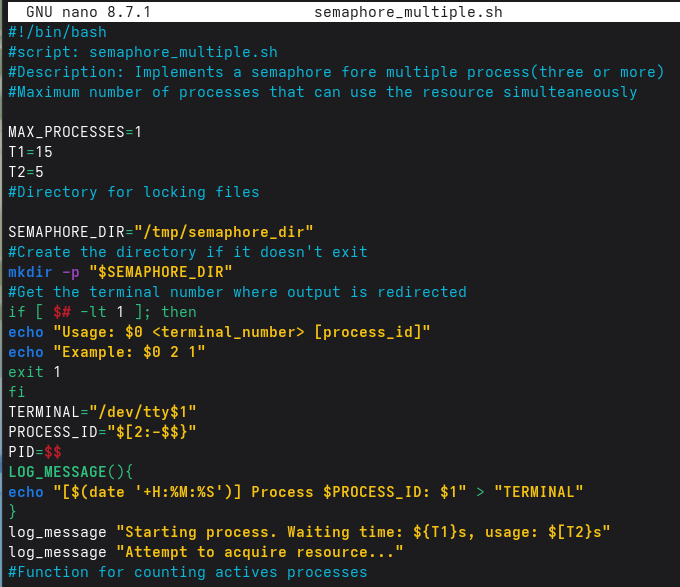 GNU nano 8.7.1 semaphore_multiple.sh
#!/bin/bash
#script: semaphore_multiple.sh
#Description: Implements a semaphore fore multiple process(three or more)
#Maximum number of processes that can use the resource simulteaneously
MAX_PROCESSES=1
T1=15
T2=5
#Directory for locking files
SEMAPHORE_DIR="/tmp/semaphore_dir"
#Create the directory if it doesn't exit
mkdir -p "$SEMAPHORE_DIR"
#Get the terminal number where output is redirected
if [ $# -lt 1 ]; then
echo "Usage: $0 <terminal_number> [process_id]"
echo "Example: $0 2 1"
exit 1
fi
TERMINAL="/dev/tty$1"
PROCESS_ID="$[2:-$$}"
PID=$$
LOG_MESSAGE(){
echo "[$(date '+H:%M:%S')] Process $PROCESS_ID: $1" > "TERMINAL"
}
log_message "Starting process. Waiting time: ${T1}s, usage: $[T2}s"
log_message "Attempt to acquire resource..."
#Function for counting actives processes